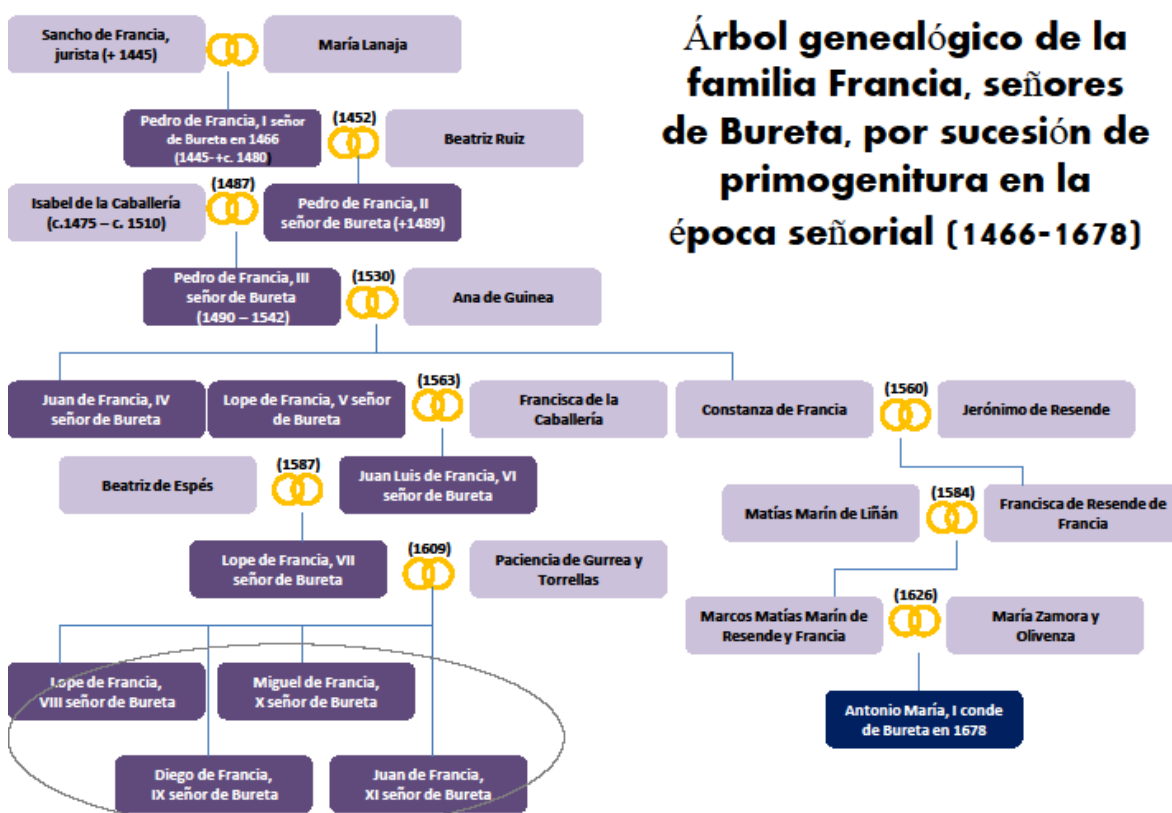 Árbol genealógico de la
familia Francia, señores
de Bureta, por sucesión de
primogenitura en la
época señorial (1466-1678)
Sancho de Francia,
jurista (+ 1445)
María Lanaja
Pedro de Francia, I señor
de Bureta en 1466
(1445-+c. 1480)
(1452)
Beatriz Ruiz
Isabel de la Caballería
(c.1475 – c. 1510)
(1487)
Pedro de Francia, II
señor de Bureta (+1489)
Pedro de Francia, III
señor de Bureta
(1490 – 1542)
(1530)
Ana de Guinea
Juan de Francia, IV
señor de Bureta
Lope de Francia, V señor
de Bureta
(1563)
Francisca de la
Caballería
Constanza de Francia
(1560)
Jerónimo de Resende
Beatriz de Espés
(1587)
Juan Luis de Francia, VI
señor de Bureta
Matías Marín de Liñán
(1584)
Francisca de Resende de
Francia
Lope de Francia, VII
señor de Bureta
(1609)
Paciencia de Gurrea y
Torrellas
Marcos Matías Marín de
Resende y Francia
(1626)
María Zamora y
Olivenza
Lope de Francia,
VIII señor de Bureta
Miguel de Francia,
X señor de Bureta
Antonio María, I conde
de Bureta en 1678
Diego de Francia,
IX señor de Bureta
Juan de Francia,
XI señor de Bureta